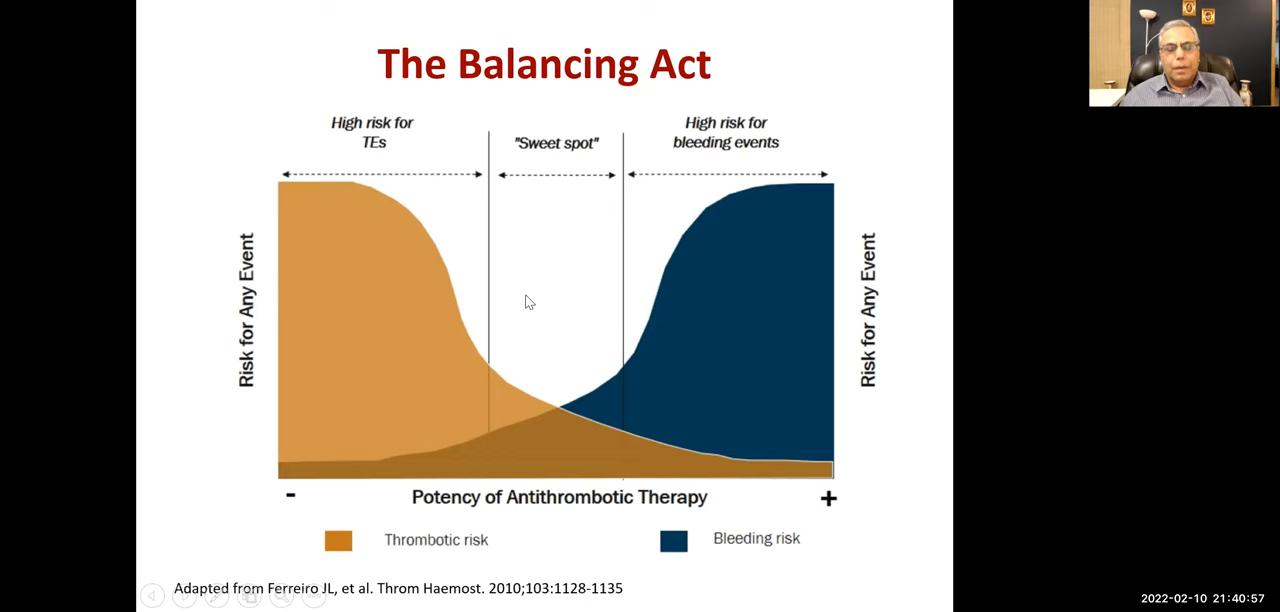 The Balancing Act
High risk for
TEs
"Sweet spot"
High risk for
bleeding events
Risk for Any Event
Risk for Any Event
-
Potency of Antithrombotic Therapy
+
Thrombotic risk
Bleeding risk
Adapted from Ferreiro JL, et al. Throm Haemost. 2010;103:1128-1135
2022-02-10 21:40:57